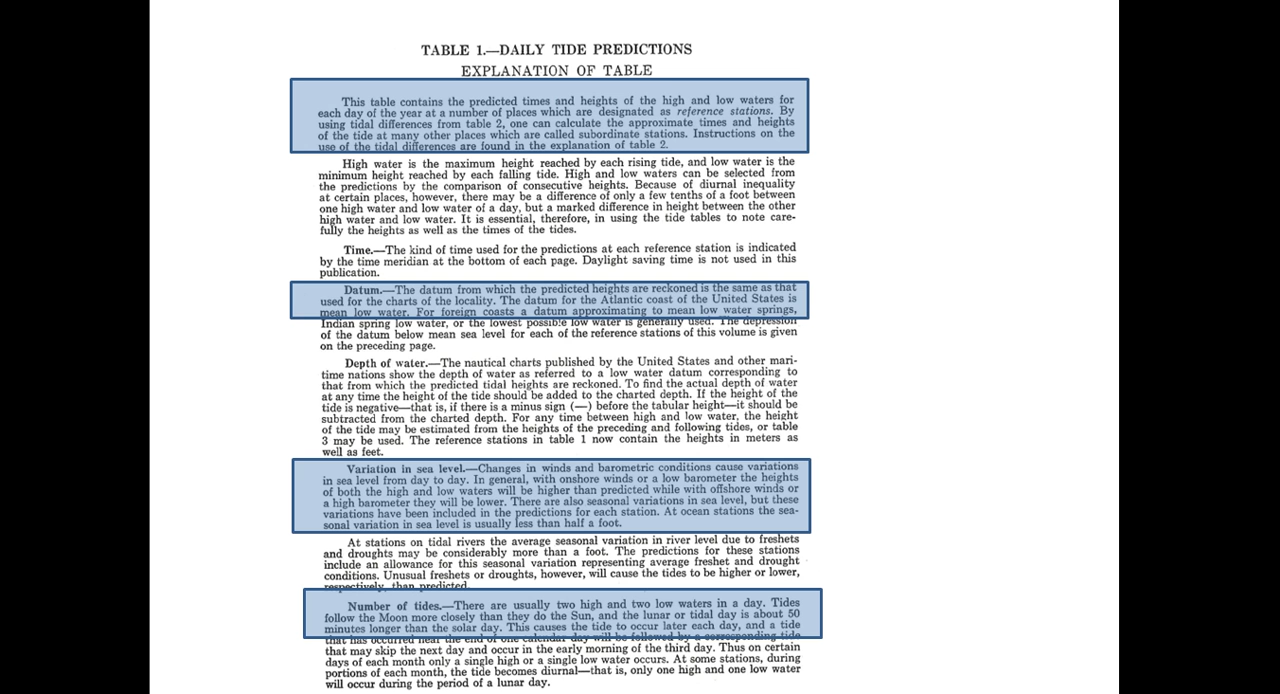 TABLE 1.—DAILY TIDE PREDICTIONS
EXPLANATION OF TABLE
This table contains the predicted times and heights of the high and low waters for
each day of the year at a number of places which are designated as reference stations. By
using tidal differences from table 2, one can calculate the approximate times and heights
of the tide at many other places which are called subordinate stations. Instructions on the
use of the tidal differences are found in the explanation of table 2.
High water is the maximum height reached by each rising tide, and low water is the
minimum height reached by each falling tide. High and low waters can be selected from
the predictions by the comparison of consecutive heights. Because of diurnal inequality
at certain places, however, there may be a difference of only a few tenths of a foot between
one high water and low water of a day, but a marked difference in height between the other
high water and low water. It is essential, therefore, in using the tide tables to note care-
fully the heights as well as the times of the tides.
Time.—The kind of time used for the predictions at each reference station is indicated
by the time meridian at the bottom of each page. Daylight saving time is not used in this
publication.
Datum.—The datum from which the predicted heights are reckoned is the same as that
used for the charts of the locality. The datum for the Atlantic coast of the United States is
mean low water. For foreign coasts a datum approximating to mean low water springs,
Indian spring low water, or the lowest possible low water is generally used. The depression
of the datum below mean sea level for each of the reference stations of this volume is given
on the preceding page.
Depth of water.—The nautical charts published by the United States and other mari-
time nations show the depth of water as referred to a low water datum corresponding to
that from which the predicted tidal heights are reckoned. To find the actual depth of water
at any time the height of the tide should be added to the charted depth. If the height of the
tide is negative—that is, if there is a minus sign (—) before the tabular height—it should be
subtracted from the charted depth. For any time between high and low water, the height
of the tide may be estimated from the heights of the preceding and following tides, or table
3 may be used. The reference stations in table 1 now contain the heights in meters as
well as feet.
Variation in sea level.—Changes in winds and barometric conditions cause variations
in sea level from day to day. In general, with onshore winds or a low barometer the heights
of both the high and low waters will be higher than predicted while with offshore winds or
a high barometer they will be lower. There are also seasonal variations in sea level, but these
variations have been included in the predictions for each station. At ocean stations the sea-
sonal variation in sea level is usually less than half a foot.
At stations on tidal rivers the average seasonal variation in river level due to freshets
and droughts may be considerably more than a foot. The predictions for these stations
include an allowance for this seasonal variation representing average freshet and drought
conditions. Unusual freshets or droughts, however, will cause the tides to be higher or lower,
respectively, than predicted.
Number of tides.—There are usually two high and two low waters in a day. Tides
follow the Moon more closely than they do the Sun, and the lunar or tidal day is about 50
minutes longer than the solar day. This causes the tide to occur later each day, and a tide
that has occurred near the end of one calendar day will be followed by a corresponding tide
that may skip the next day and occur in the early morning of the third day. Thus on certain
days of each month only a single high or a single low water occurs. At some stations, during
portions of each month, the tide becomes diurnal—that is, only one high and one low water
will occur during the period of a lunar day.